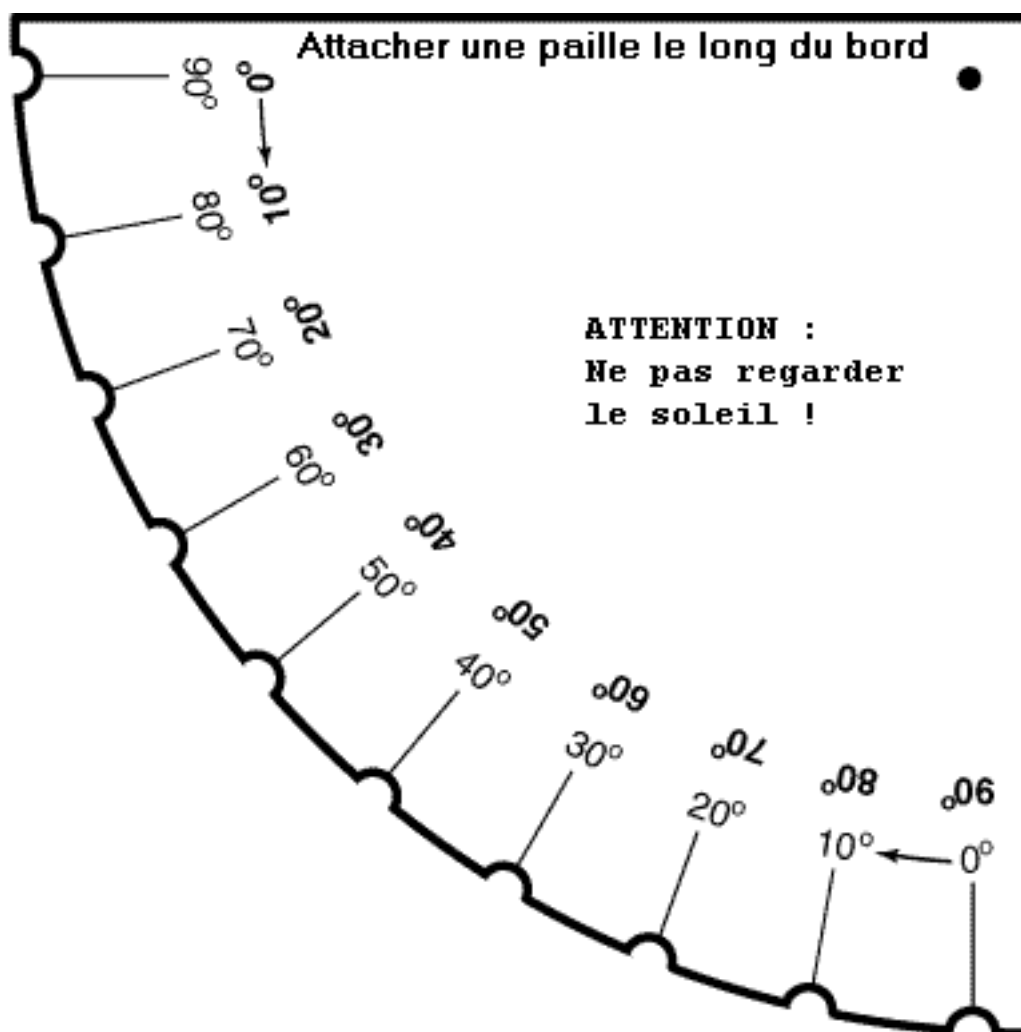 Attacher une paille le long du bord
90° 0°
80° 10°
70° 20°
60° 30°
50° 40°
40° 50°
30° 60°
20° 70°
10° 80°
0° 90°
ATTENTION :
Ne pas regarder
le soleil !